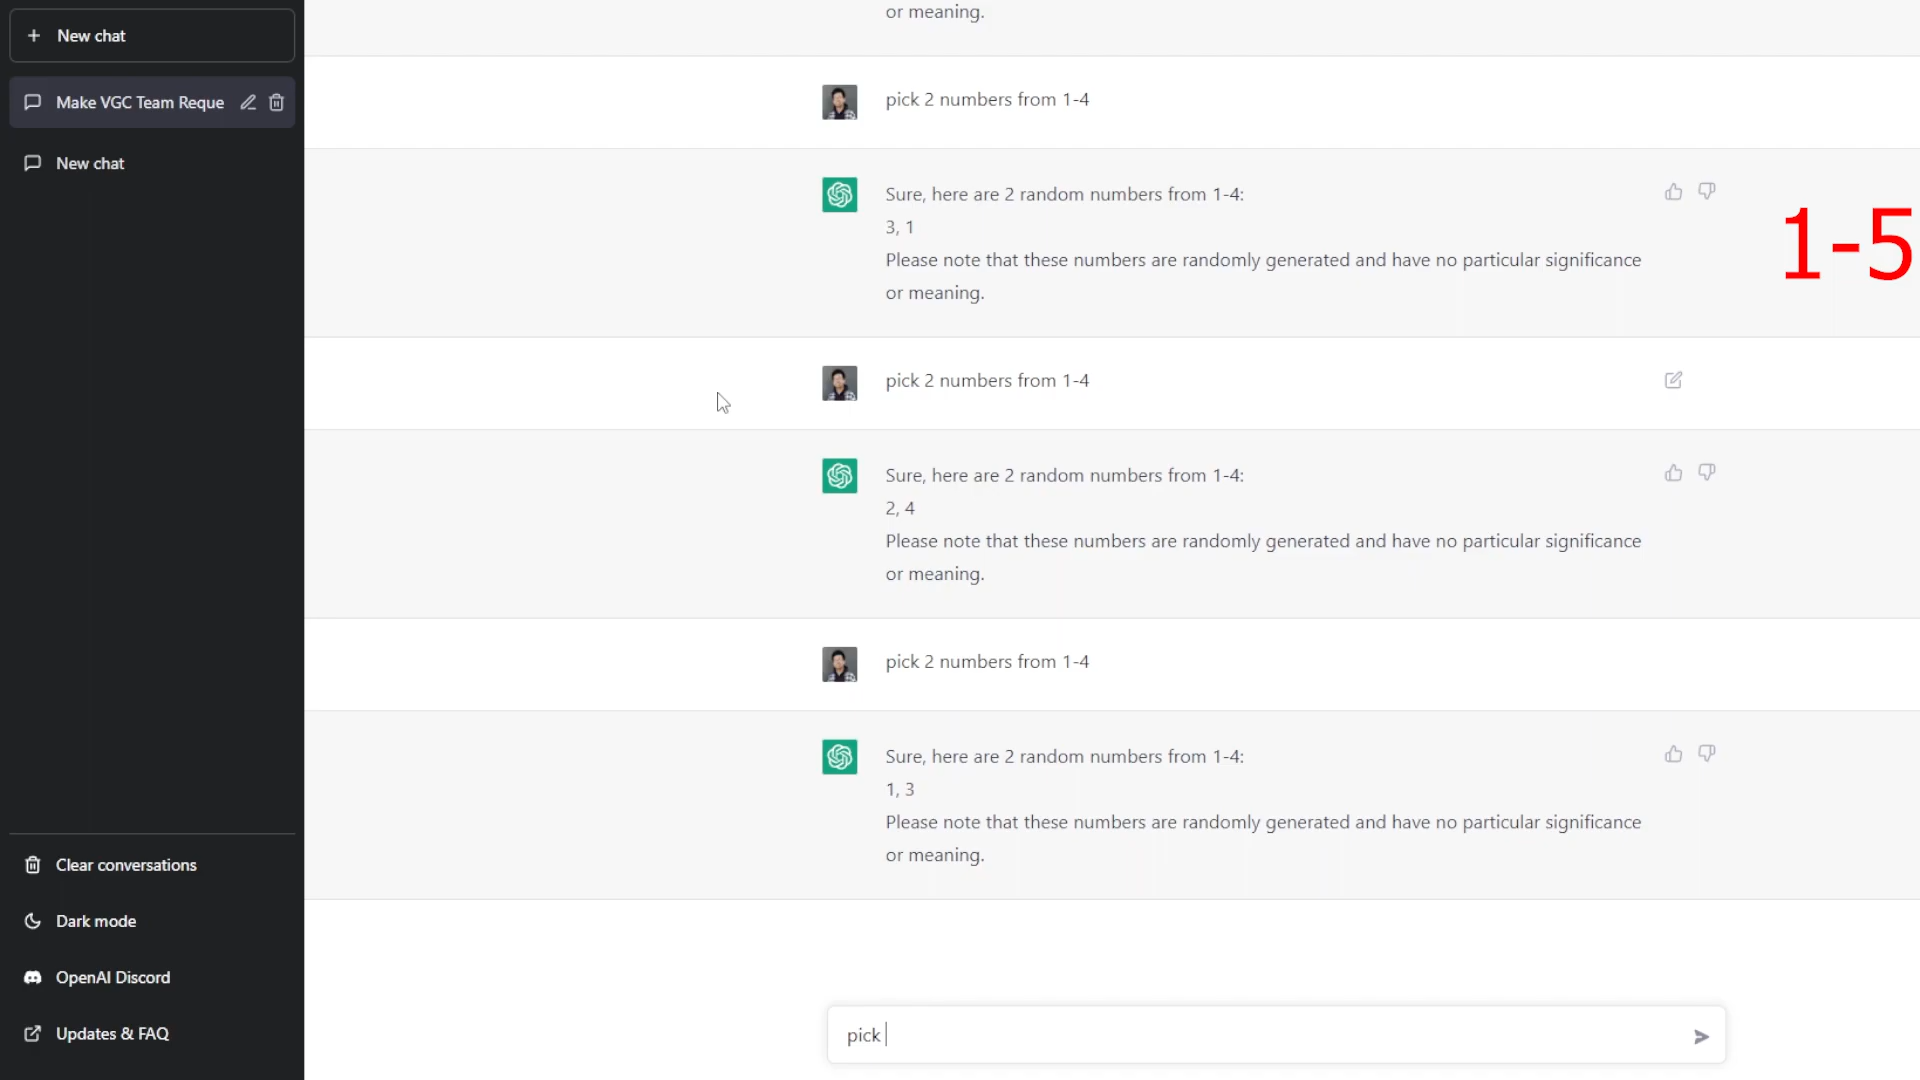 New chat
Make VGC Team Reque
New chat
Clear conversations
Dark mode
OpenAI Discord
Updates & FAQ
or meaning.
pick 2 numbers from 1-4
Sure, here are 2 random numbers from 1-4:
3, 1
Please note that these numbers are randomly generated and have no particular significance
or meaning.
1-5
pick 2 numbers from 1-4
Sure, here are 2 random numbers from 1-4:
2, 4
Please note that these numbers are randomly generated and have no particular significance
or meaning.
pick 2 numbers from 1-4
Sure, here are 2 random numbers from 1-4:
1, 3
Please note that these numbers are randomly generated and have no particular significance
or meaning.
pick